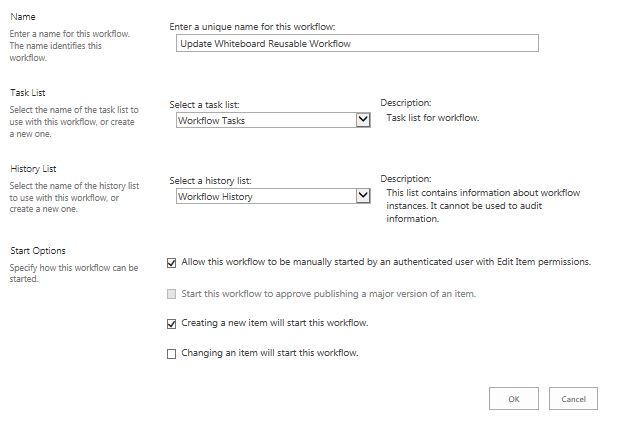 Name
Enter a name for this workflow.
The name identifies this
workflow.
Enter a unique name for this workflow:
Update Whiteboard Reusable Workflow
Task List
Select the name of the task list to
use with this workflow, or create
a new one.
Select a task list:
Workflow Tasks
Description:
Task list for workflow.
History List
Select the name of the history list
to use with this workflow, or
create a new one.
Select a history list:
Workflow History
Description:
This list contains information about workflow
instances. It cannot be used to audit
information.
Start Options
Specify how this workflow can be
started.
Allow this workflow to be manually started by an authenticated user with Edit Item permissions.
Start this workflow to approve publishing a major version of an item.
Creating a new item will start this workflow.
Changing an item will start this workflow.
OK
Cancel